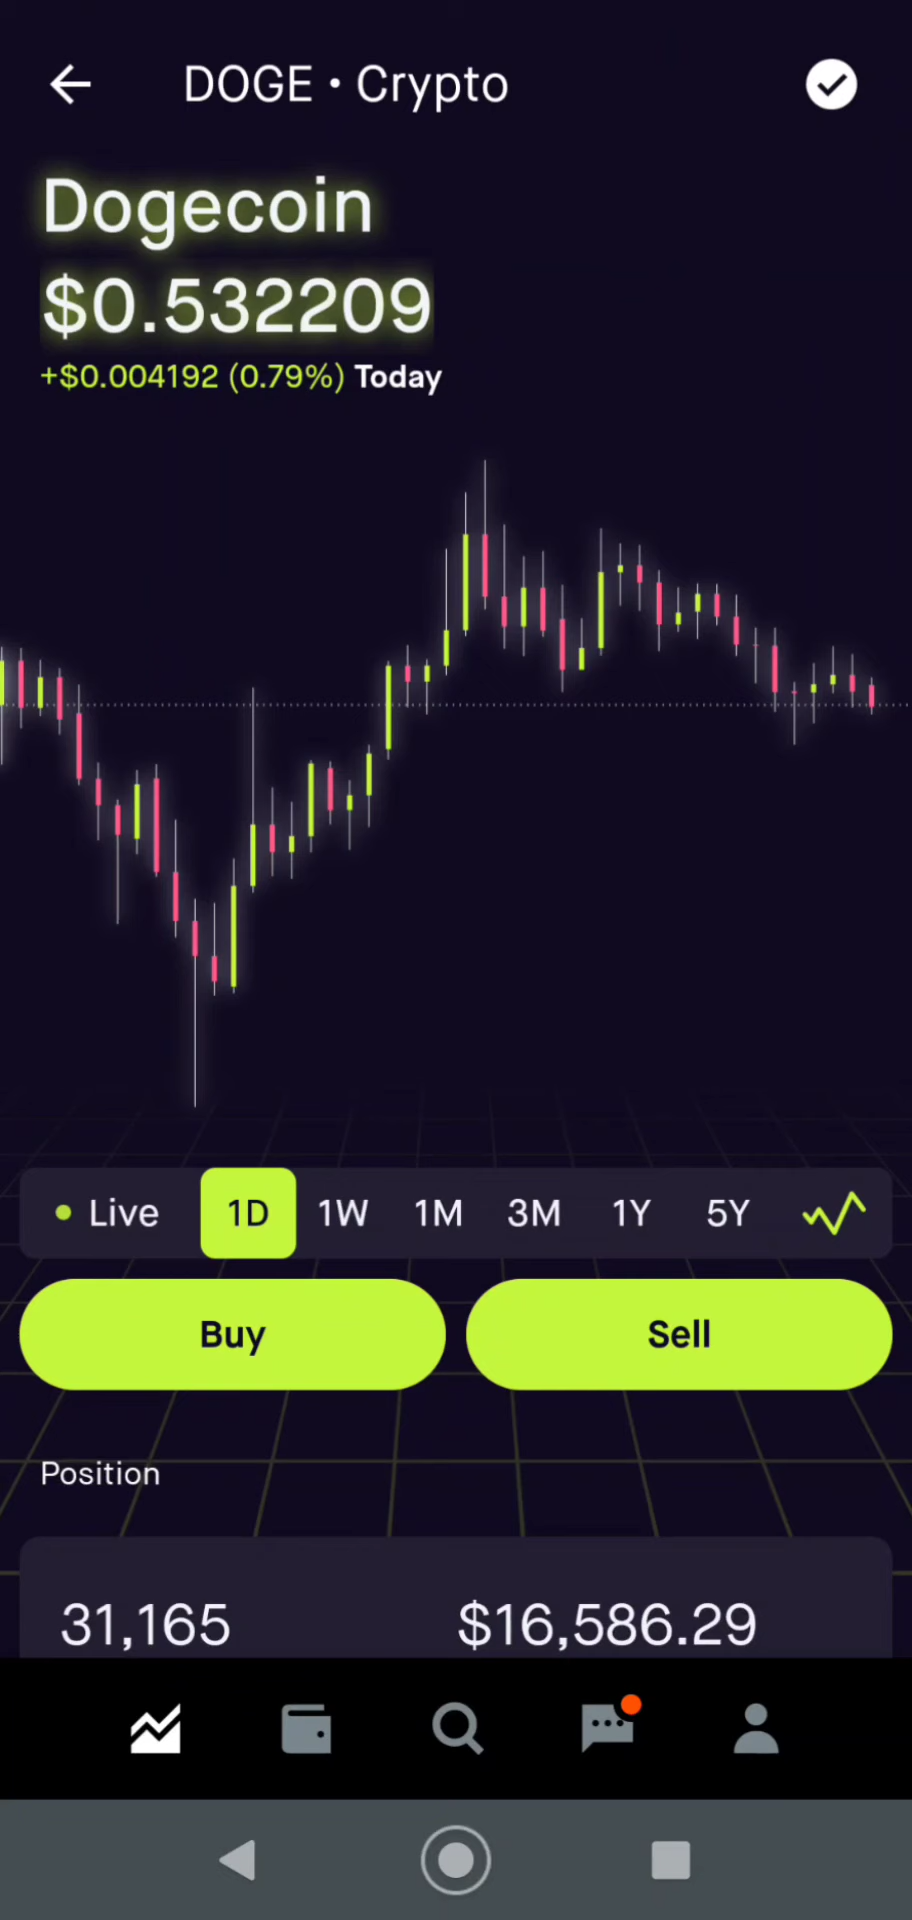 DOGE • Crypto
Dogecoin
$0.532209
+$0.004192 (0.79%) Today
Live 1D 1W 1M 3M 1Y 5Y
Buy Sell
Position
31,165 $16,586.29